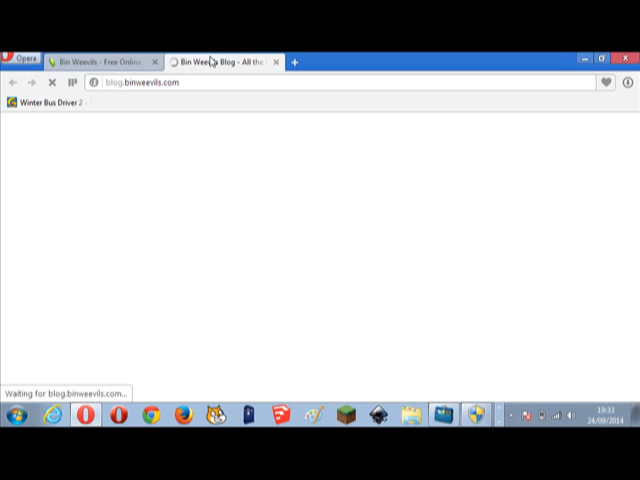 Opera
Bin Weevils - Free Online
Bin Weevils Blog - All the
blog.binweevils.com
Winter Bus Driver 2 -
Waiting for blog.binweevils.com...
19:33
24/09/2014